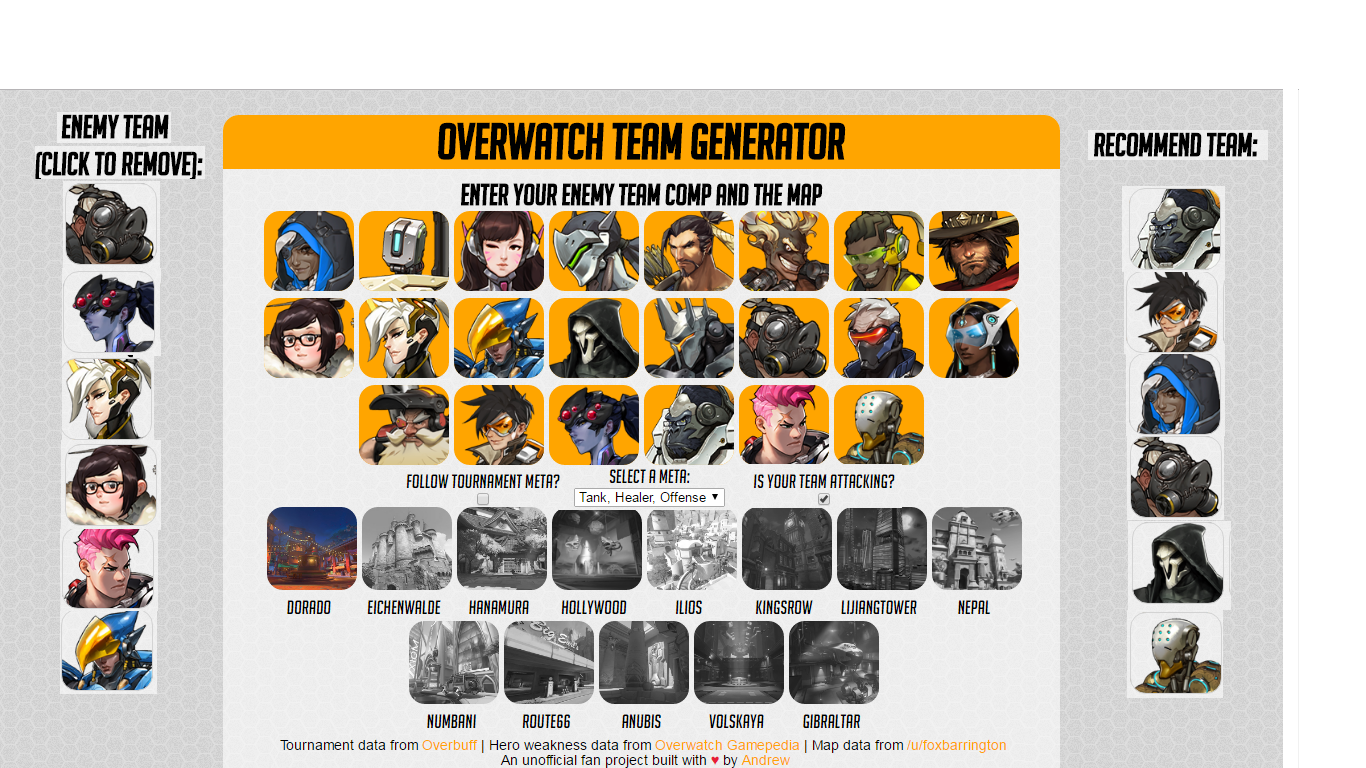 ENEMY TEAM
(CLICK TO REMOVE):
OVERWATCH TEAM GENERATOR
RECOMMEND TEAM:
ENTER YOUR ENEMY TEAM COMP AND THE MAP
FOLLOW TOURNAMENT META?
SELECT A META:
IS YOUR TEAM ATTACKING?
Tank, Healer, Offense
DORADO
EICHENWALDE
HANAMURA
HOLLYWOOD
ILIOS
KINGSROW
LIJIANGTOWER
NEPAL
NUMBANI
ROUTE66
ANUBIS
VOLSKAYA
GIBRALTAR
Tournament data from Overbuff | Hero weakness data from Overwatch Gamepedia | Map data from /u/foxbarrington
An unofficial fan project built with ♥ by Andrew